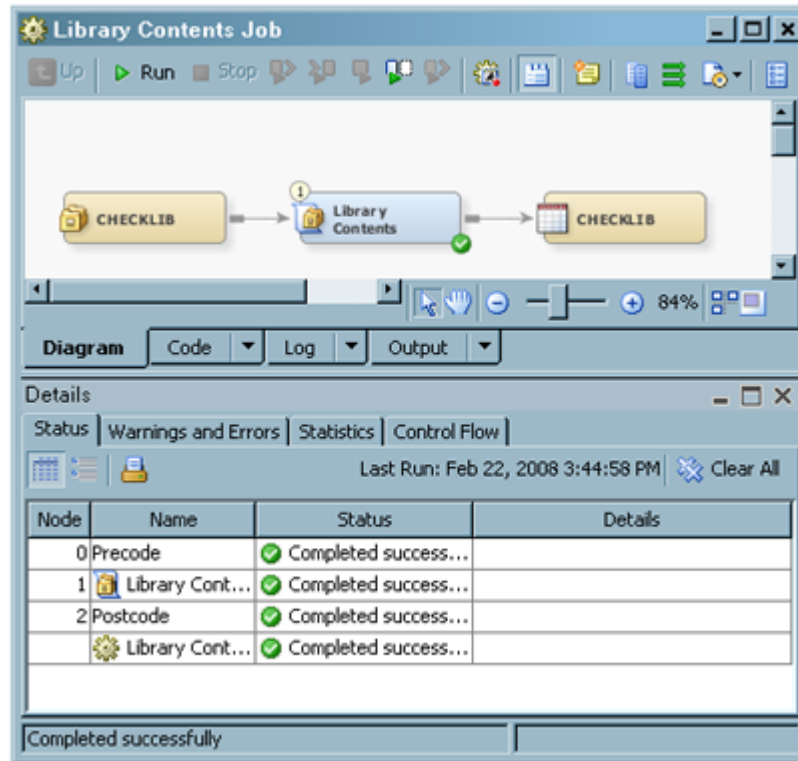 Library Contents Job
Up Run Stop
1
CHECKLIB
Library
Contents
CHECKLIB
84%
Diagram Code Log Output
Details
Status Warnings and Errors Statistics Control Flow
Last Run: Feb 22, 2008 3:44:58 PM Clear All
Node Name Status Details
0 Precode Completed success...
1 Library Cont... Completed success...
2 Postcode Completed success...
Library Cont... Completed success...
Completed successfully